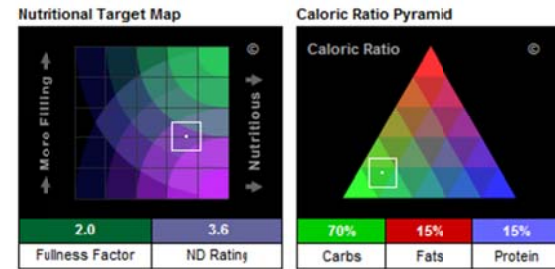 Nutritional Target Map
©
More Filling
Nutritious
2.0 3.6
Fullness Factor ND Rating
Caloric Ratio Pyramid
Caloric Ratio ©
70% 15% 15%
Carbs Fats Protein